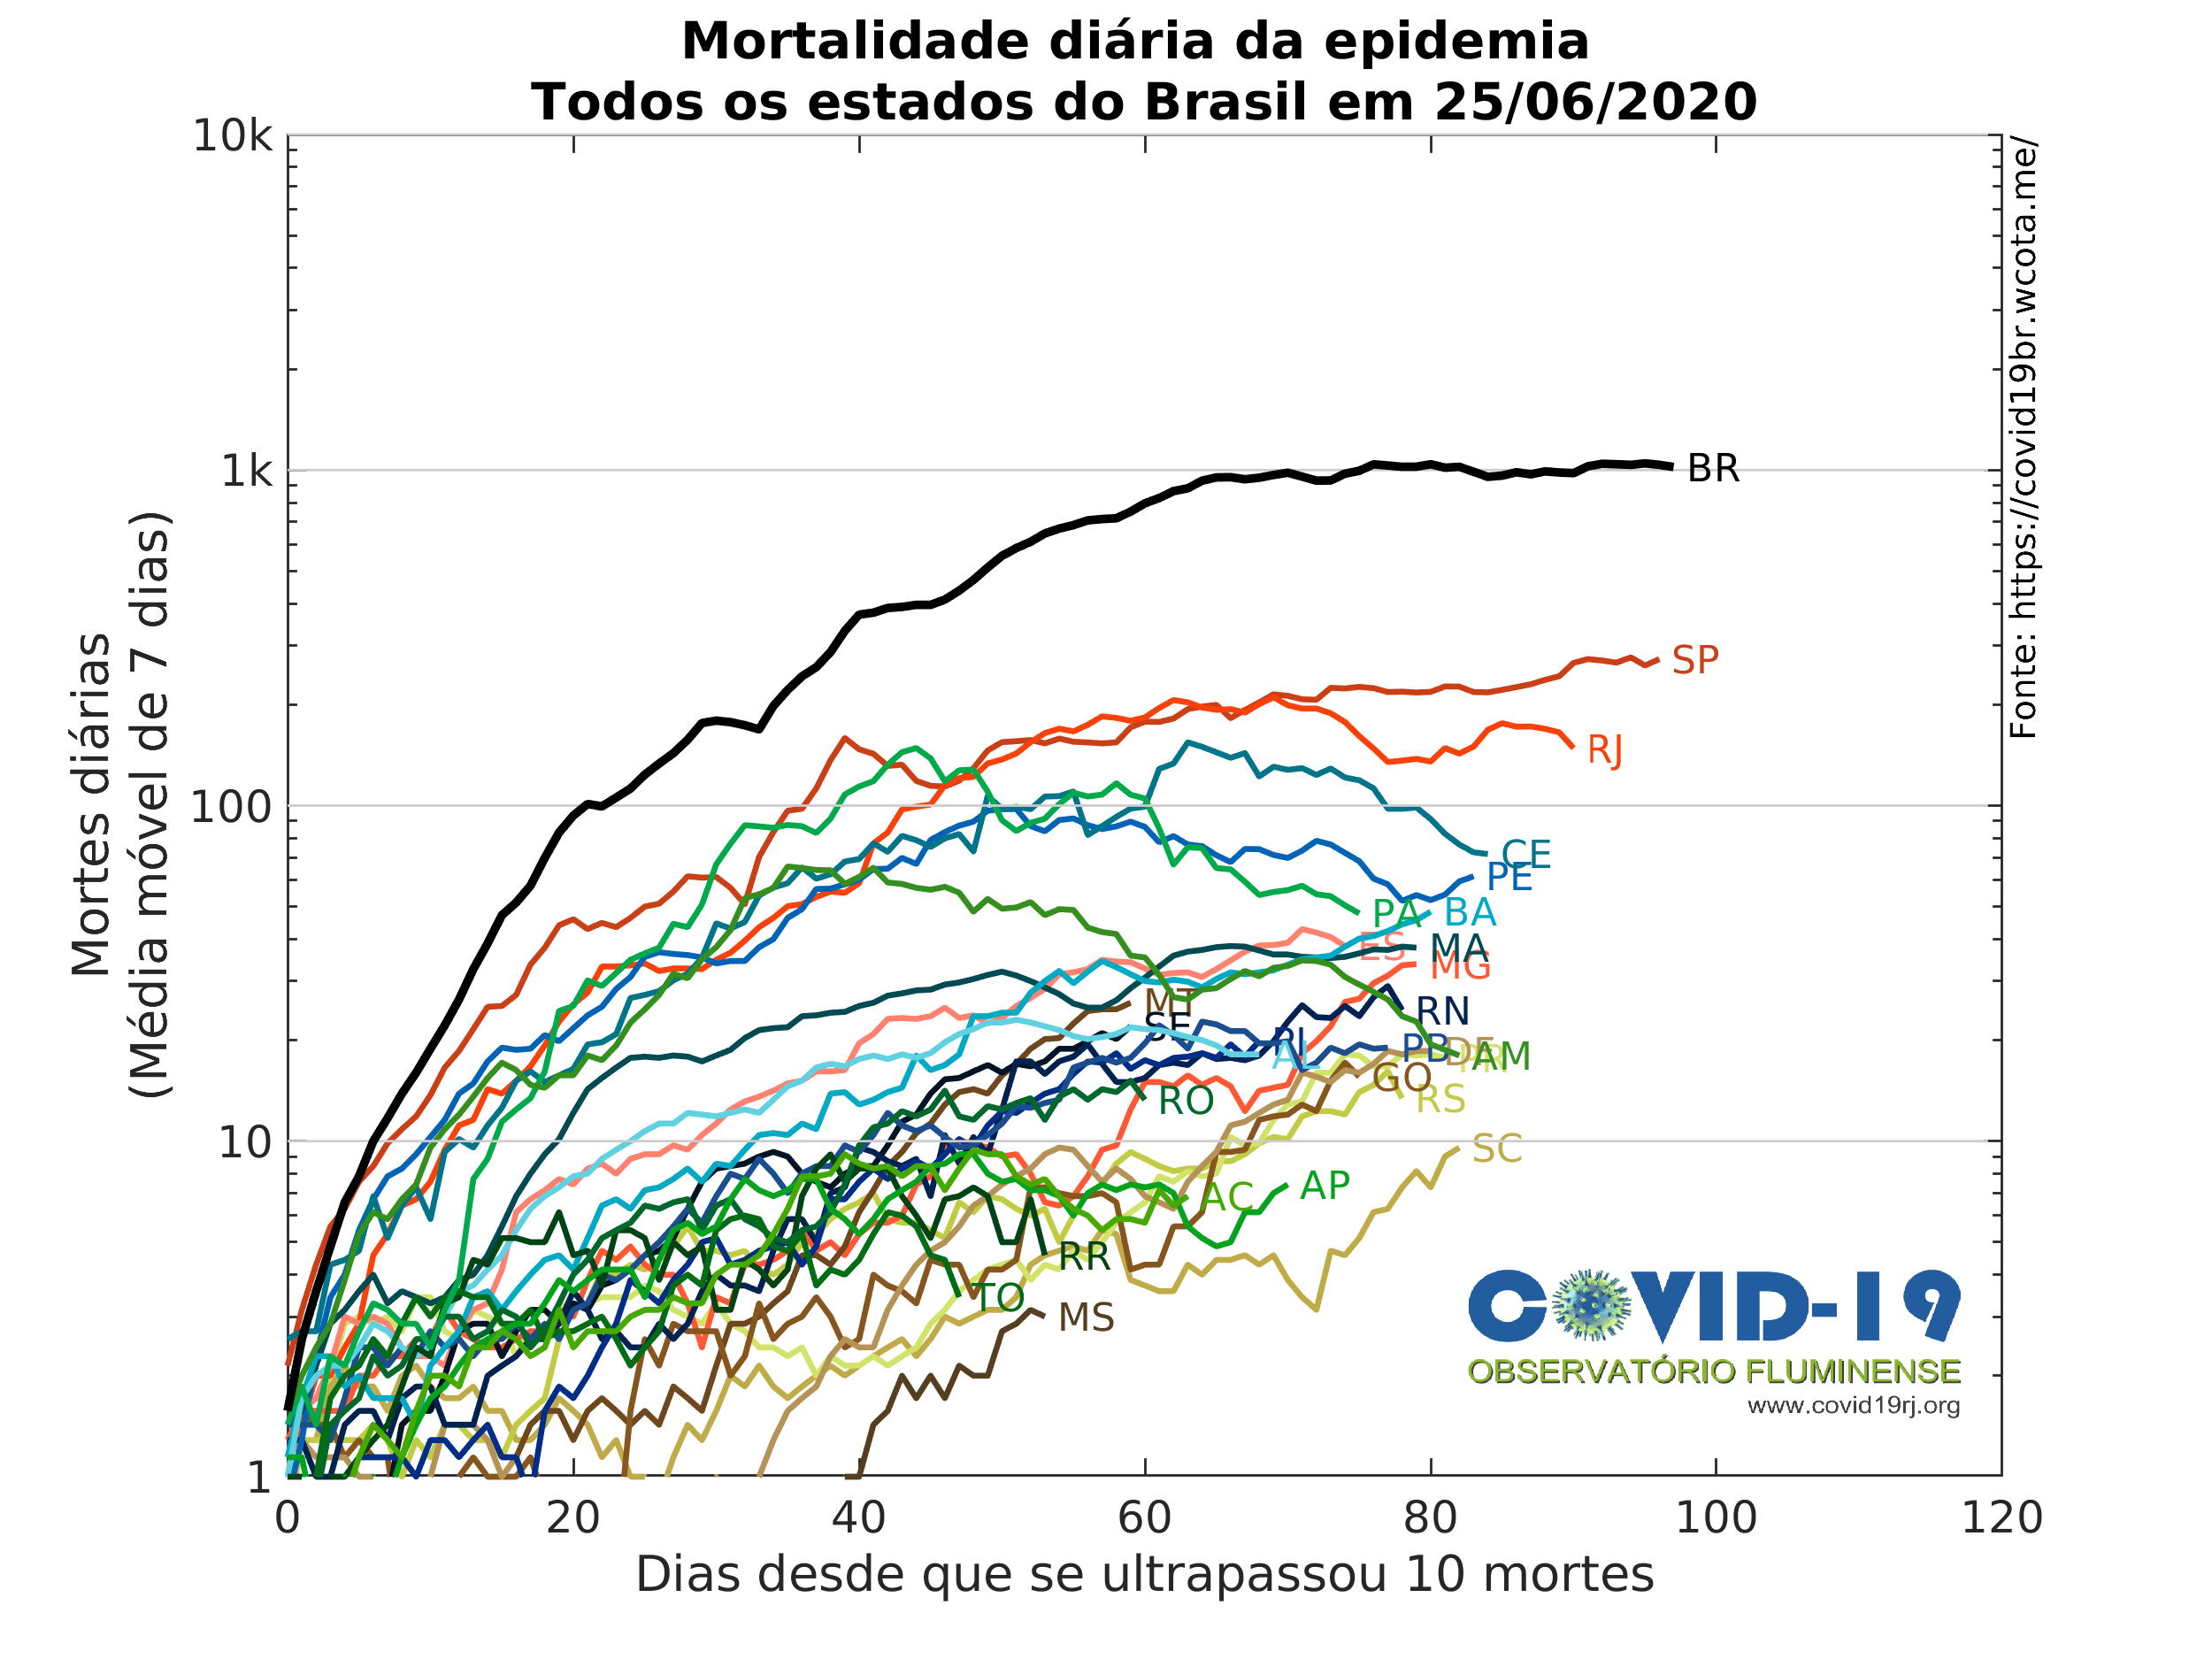 Mortalidade diária da epidemia
Todos os estados do Brasil em 25/06/2020
Fonte: https://covid19br.wcota.me/
Mortes diárias
(Média móvel de 7 dias)
10k
1k
100
10
1
BR
SP
RJ
CE
PE
PA
BA
ES
MA
MG
MT
SE
RN
PI
AL
PB
DF
PR
AM
GO
RS
RO
SC
AP
AC
RR
TO
MS
COVID-19
OBSERVATÓRIO FLUMINENSE
www.covid19rj.org
0 20 40 60 80 100 120
Dias desde que se ultrapassou 10 mortes